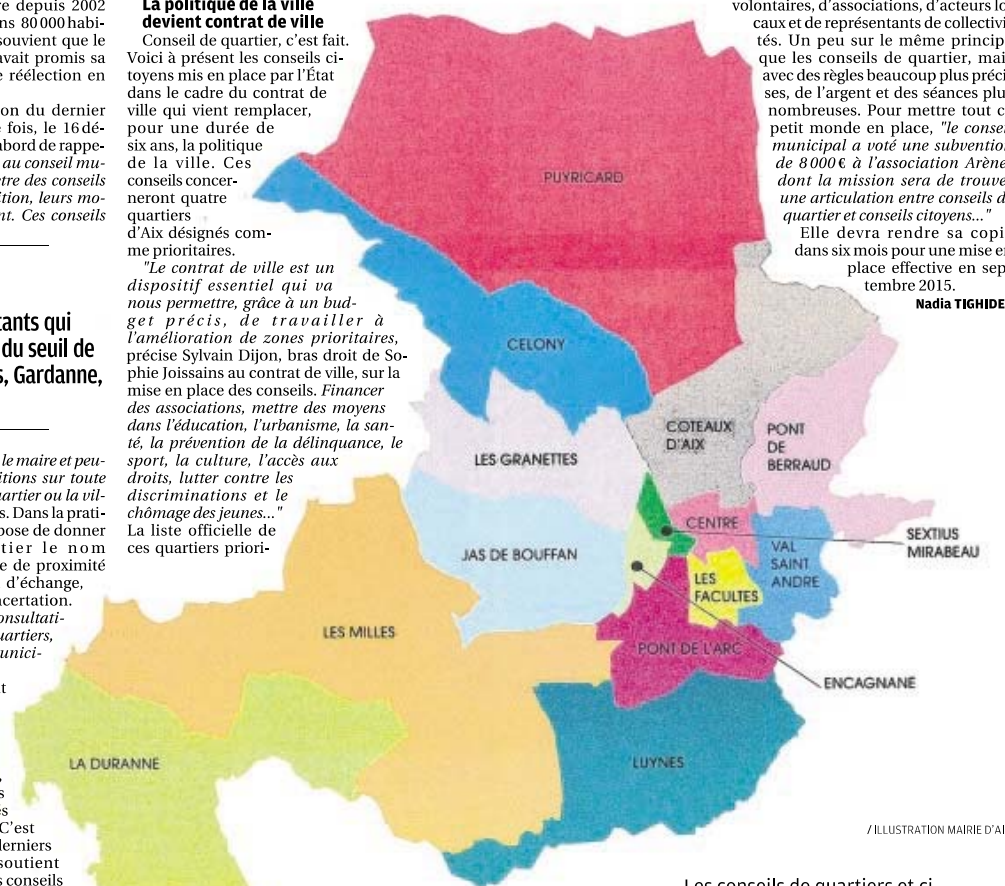 re depuis 2002
ns 80 000 habi-
souvient que le
avait promis sa
e réélection en
on du dernier
e fois, le 16 dé-
abord de rappe-
au conseil mu-
etre des conseils
ition, leurs mo-
nt. Ces conseils
tants qui
du seuil de
s, Gardanne,
le maire et peu-
itions sur toute
uartier ou la vil-
s. Dans la prati-
pose de donner
tier le nom
e de proximité
d'échange,
ncertation.
onsultati-
uartiers,
unici-
t
s
és
C'est
derniers
soutient
s conseils
La politique de la ville
devient contrat de ville
Conseil de quartier, c'est fait.
Voici à présent les conseils ci-
toyens mis en place par l'État
dans le cadre du contrat de
ville qui vient remplacer,
pour une durée de
six ans, la politique
de la ville. Ces
conseils concer-
neront quatre
quartiers
d'Aix désignés com-
me prioritaires.
"Le contrat de ville est un
dispositif essentiel qui va
nous permettre, grâce à un bud-
get précis, de travailler à
l'amélioration de zones prioritaires,
précise Sylvain Dijon, bras droit de So-
phie Joissains au contrat de ville, sur la
mise en place des conseils. Financer
des associations, mettre des moyens
dans l'éducation, l'urbanisme, la san-
té, la prévention de la délinquance, le
sport, la culture, l'accès aux
droits, lutter contre les
discriminations et le
chômage des jeunes..."
La liste officielle de
ces quartiers priori-
volontaires, d'associations, d'acteurs lo
caux et de représentants de collectivi
tés. Un peu sur le même princip
que les conseils de quartier, mai
avec des règles beaucoup plus préci
ses, de l'argent et des séances plu
nombreuses. Pour mettre tout c
petit monde en place, "le conse
municipal a voté une subventio
de 8 000 € à l'association Arène
dont la mission sera de trouve
une articulation entre conseils d
quartier et conseils citoyens..."
Elle devra rendre sa copi
dans six mois pour une mise e
place effective en sep
tembre 2015.
Nadia TIGHIDE
PUYRICARD
CELONY
COTEAUX
D'AIX
PONT
DE
BERRAUD
LES GRANETTES
CENTRE
SEXTIUS
MIRABEAU
JAS DE BOUFFAN
VAL
SAINT
ANDRE
LES
FACULTES
LES MILLES
PONT DE L'ARC
ENCAGNANE
LA DURANNE
LUYNES
/ ILLUSTRATION MAIRIE D'AI
Les conseils de quartiers et ci